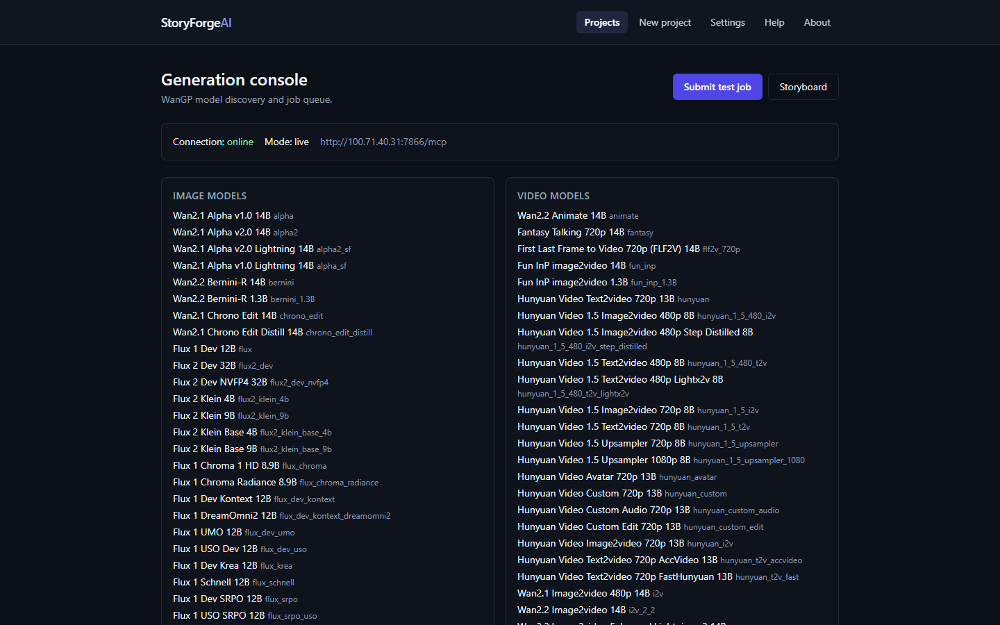 StoryForgeAI
Projects
New project
Settings
Help
About
Generation console
WanGP model discovery and job queue.
Submit test job
Storyboard
Connection: online Mode: live http://100.71.40.31:7866/mcp
IMAGE MODELS
Wan2.1 Alpha v1.0 14B alpha
Wan2.1 Alpha v2.0 14B alpha2
Wan2.1 Alpha v2.0 Lightning 14B alpha2_sf
Wan2.1 Alpha v1.0 Lightning 14B alpha_sf
Wan2.2 Bernini-R 14B bernini
Wan2.2 Bernini-R 1.3B bernini_1.3B
Wan2.1 Chrono Edit 14B chrono_edit
Wan2.1 Chrono Edit Distill 14B chrono_edit_distill
Flux 1 Dev 12B flux
Flux 2 Dev 32B flux2_dev
Flux 2 Dev NVFP4 32B flux2_dev_nvfp4
Flux 2 Klein 4B flux2_klein_4b
Flux 2 Klein 9B flux2_klein_9b
Flux 2 Klein Base 4B flux2_klein_base_4b
Flux 2 Klein Base 9B flux2_klein_base_9b
Flux 1 Chroma 1 HD 8.9B flux_chroma
Flux 1 Chroma Radiance 8.9B flux_chroma_radiance
Flux 1 Dev Kontext 12B flux_dev_kontext
Flux 1 DreamOmni2 12B flux_dev_kontext_dreamomni2
Flux 1 UMO 12B flux_dev_umo
Flux 1 USO Dev 12B flux_dev_uso
Flux 1 Dev Krea 12B flux_krea
Flux 1 Schnell 12B flux_schnell
Flux 1 Dev SRPO 12B flux_srpo
Flux 1 USO SRPO 12B flux_srpo_uso
VIDEO MODELS
Wan2.2 Animate 14B animate
Fantasy Talking 720p 14B fantasy
First Last Frame to Video 720p (FLF2V) 14B flf2v_720p
Fun InP image2video 14B fun_inp
Fun InP image2video 1.3B fun_inp_1.3B
Hunyuan Video Text2video 720p 13B hunyuan
Hunyuan Video 1.5 Image2video 480p 8B hunyuan_1_5_480_i2v
Hunyuan Video 1.5 Image2video 480p Step Distilled 8B
hunyuan_1_5_480_i2v_step_distilled
Hunyuan Video 1.5 Text2video 480p 8B hunyuan_1_5_480_t2v
Hunyuan Video 1.5 Text2video 480p Lightx2v 8B
hunyuan_1_5_480_t2v_lightx2v
Hunyuan Video 1.5 Image2video 720p 8B hunyuan_1_5_i2v
Hunyuan Video 1.5 Text2video 720p 8B hunyuan_1_5_t2v
Hunyuan Video 1.5 Upsampler 720p 8B hunyuan_1_5_upsampler
Hunyuan Video 1.5 Upsampler 1080p 8B hunyuan_1_5_upsampler_1080
Hunyuan Video Avatar 720p 13B hunyuan_avatar
Hunyuan Video Custom 720p 13B hunyuan_custom
Hunyuan Video Custom Audio 720p 13B hunyuan_custom_audio
Hunyuan Video Custom Edit 720p 13B hunyuan_custom_edit
Hunyuan Video Image2video 720p 13B hunyuan_i2v
Hunyuan Video Text2video 720p AccVideo 13B hunyuan_t2v_accvideo
Hunyuan Video Text2video 720p FastHunyuan 13B hunyuan_t2v_fast
Wan2.1 Image2video 480p 14B i2v
Wan2.2 Image2video 14B i2v_2_2